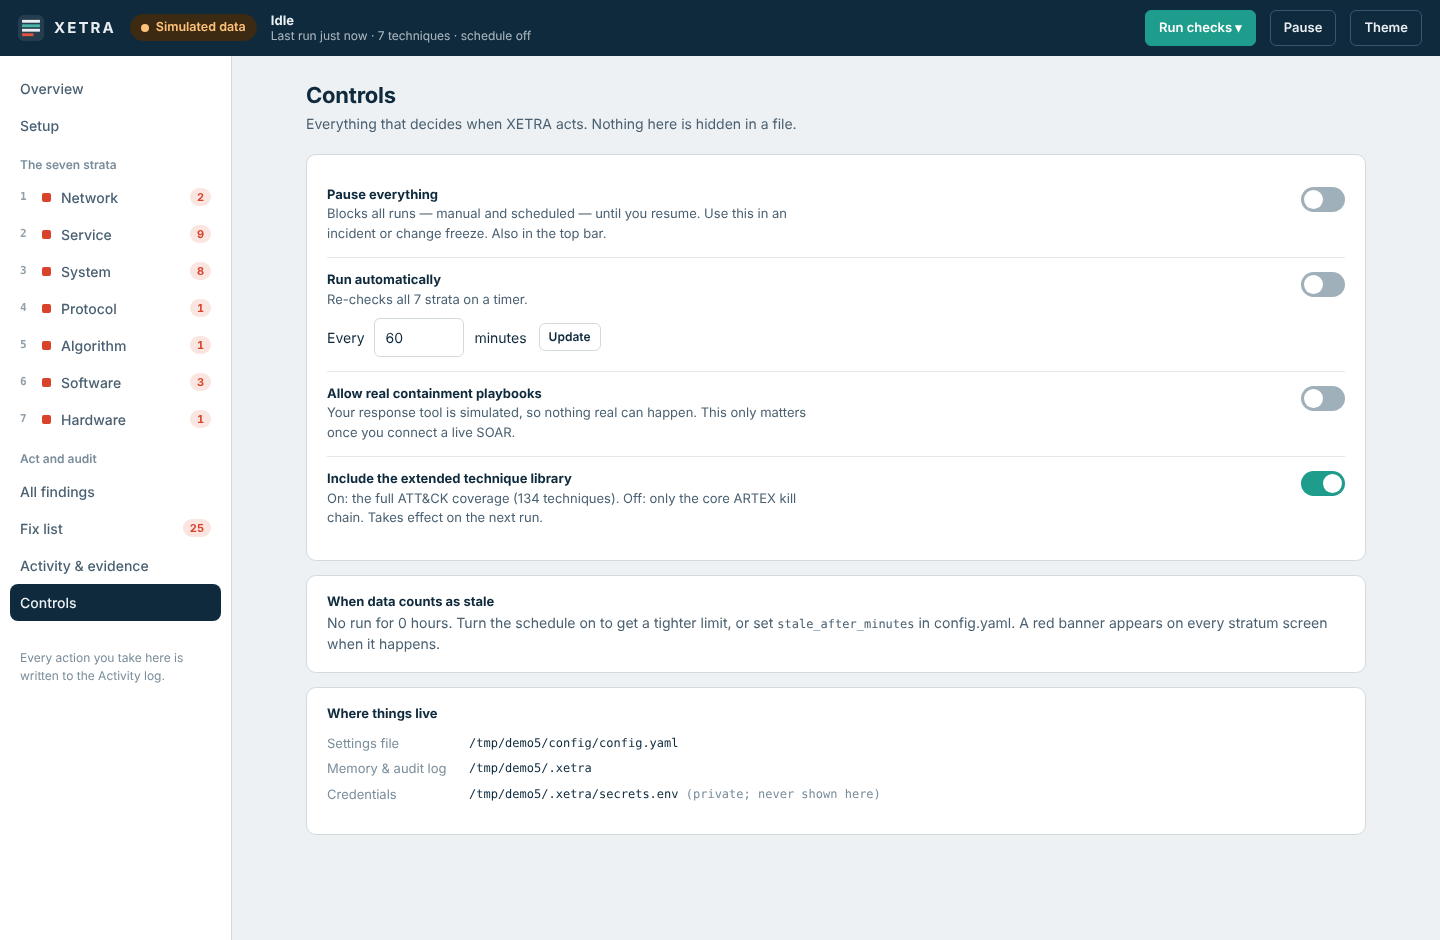 XETRA
Simulated data
Idle
Last run just now · 7 techniques · schedule off
Run checks ▾
Pause
Theme
Overview
Setup
The seven strata
1 Network 2
2 Service 9
3 System 8
4 Protocol 1
5 Algorithm 1
6 Software 3
7 Hardware 1
Act and audit
All findings
Fix list 25
Activity & evidence
Controls
Every action you take here is
written to the Activity log.
Controls
Everything that decides when XETRA acts. Nothing here is hidden in a file.
Pause everything
Blocks all runs — manual and scheduled — until you resume. Use this in an
incident or change freeze. Also in the top bar.
Run automatically
Re-checks all 7 strata on a timer.
Every 60 minutes Update
Allow real containment playbooks
Your response tool is simulated, so nothing real can happen. This only matters
once you connect a live SOAR.
Include the extended technique library
On: the full ATT&CK coverage (134 techniques). Off: only the core ARTEX kill
chain. Takes effect on the next run.
When data counts as stale
No run for 0 hours. Turn the schedule on to get a tighter limit, or set stale_after_minutes in config.yaml. A red banner appears on every stratum screen
when it happens.
Where things live
Settings file /tmp/demo5/config/config.yaml
Memory & audit log /tmp/demo5/.xetra
Credentials /tmp/demo5/.xetra/secrets.env (private; never shown here)